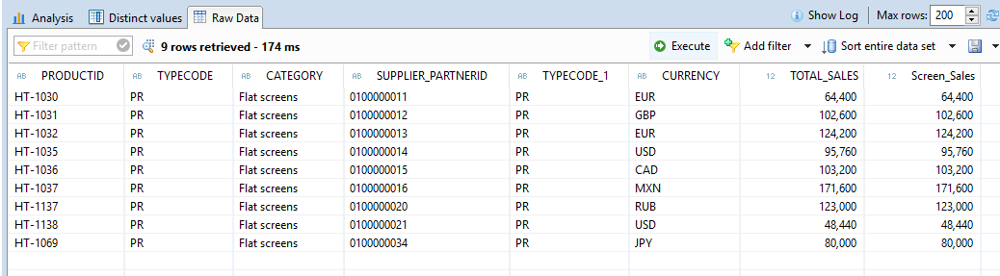 Analysis Distinct values Raw Data Show Log Max rows: 200
Filter pattern 9 rows retrieved - 174 ms Execute Add filter Sort entire data set
AB PRODUCTID AB TYPECODE AB CATEGORY AB SUPPLIER_PARTNERID AB TYPECODE_1 AB CURRENCY 12 TOTAL_SALES 12 Screen_Sales
HT-1030 PR Flat screens 0100000011 PR EUR 64,400 64,400
HT-1031 PR Flat screens 0100000012 PR GBP 102,600 102,600
HT-1032 PR Flat screens 0100000013 PR EUR 124,200 124,200
HT-1035 PR Flat screens 0100000014 PR USD 95,760 95,760
HT-1036 PR Flat screens 0100000015 PR CAD 103,200 103,200
HT-1037 PR Flat screens 0100000016 PR MXN 171,600 171,600
HT-1137 PR Flat screens 0100000020 PR RUB 123,000 123,000
HT-1138 PR Flat screens 0100000021 PR USD 48,440 48,440
HT-1069 PR Flat screens 0100000034 PR JPY 80,000 80,000